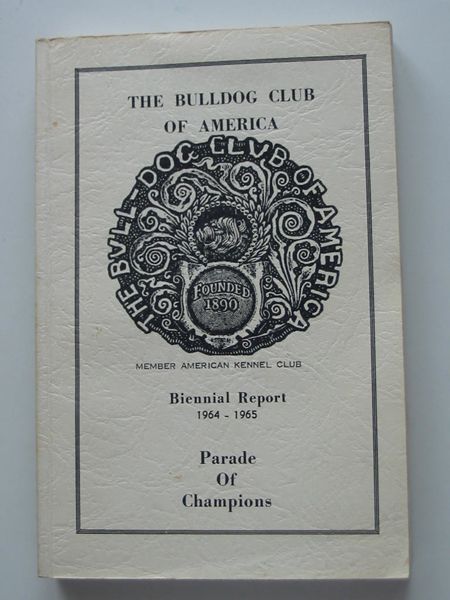 THE BULLDOG CLUB
OF AMERICA
THE BULL-DOG CLUB OF AMERICA
FOUNDED
1890
MEMBER AMERICAN KENNEL CLUB
Biennial Report
1964 - 1965
Parade
Of
Champions